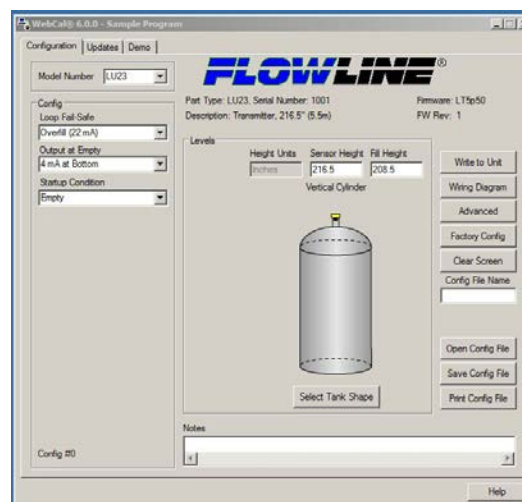 WebCal® 6.0.0 - Sample Program
Configuration Updates Demo
Model Number LU23
FLOWLINE®
Part Type: LU23, Serial Number: 1001 Firmware: LT5p50
Description: Transmitter, 216.5" (5.5m) FW Rev: 1
Config
Loop Fail-Safe
Overfill (22 mA)
Output at Empty
4 mA at Bottom
Startup Condition
Empty
Config #0
Levels
Height Units Sensor Height Fill Height
Inches 216.5 208.5
Vertical Cylinder
Select Tank Shape
Write to Unit
Wiring Diagram
Advanced
Factory Config
Clear Screen
Config File Name
Open Config File
Save Config File
Print Config File
Notes
Help